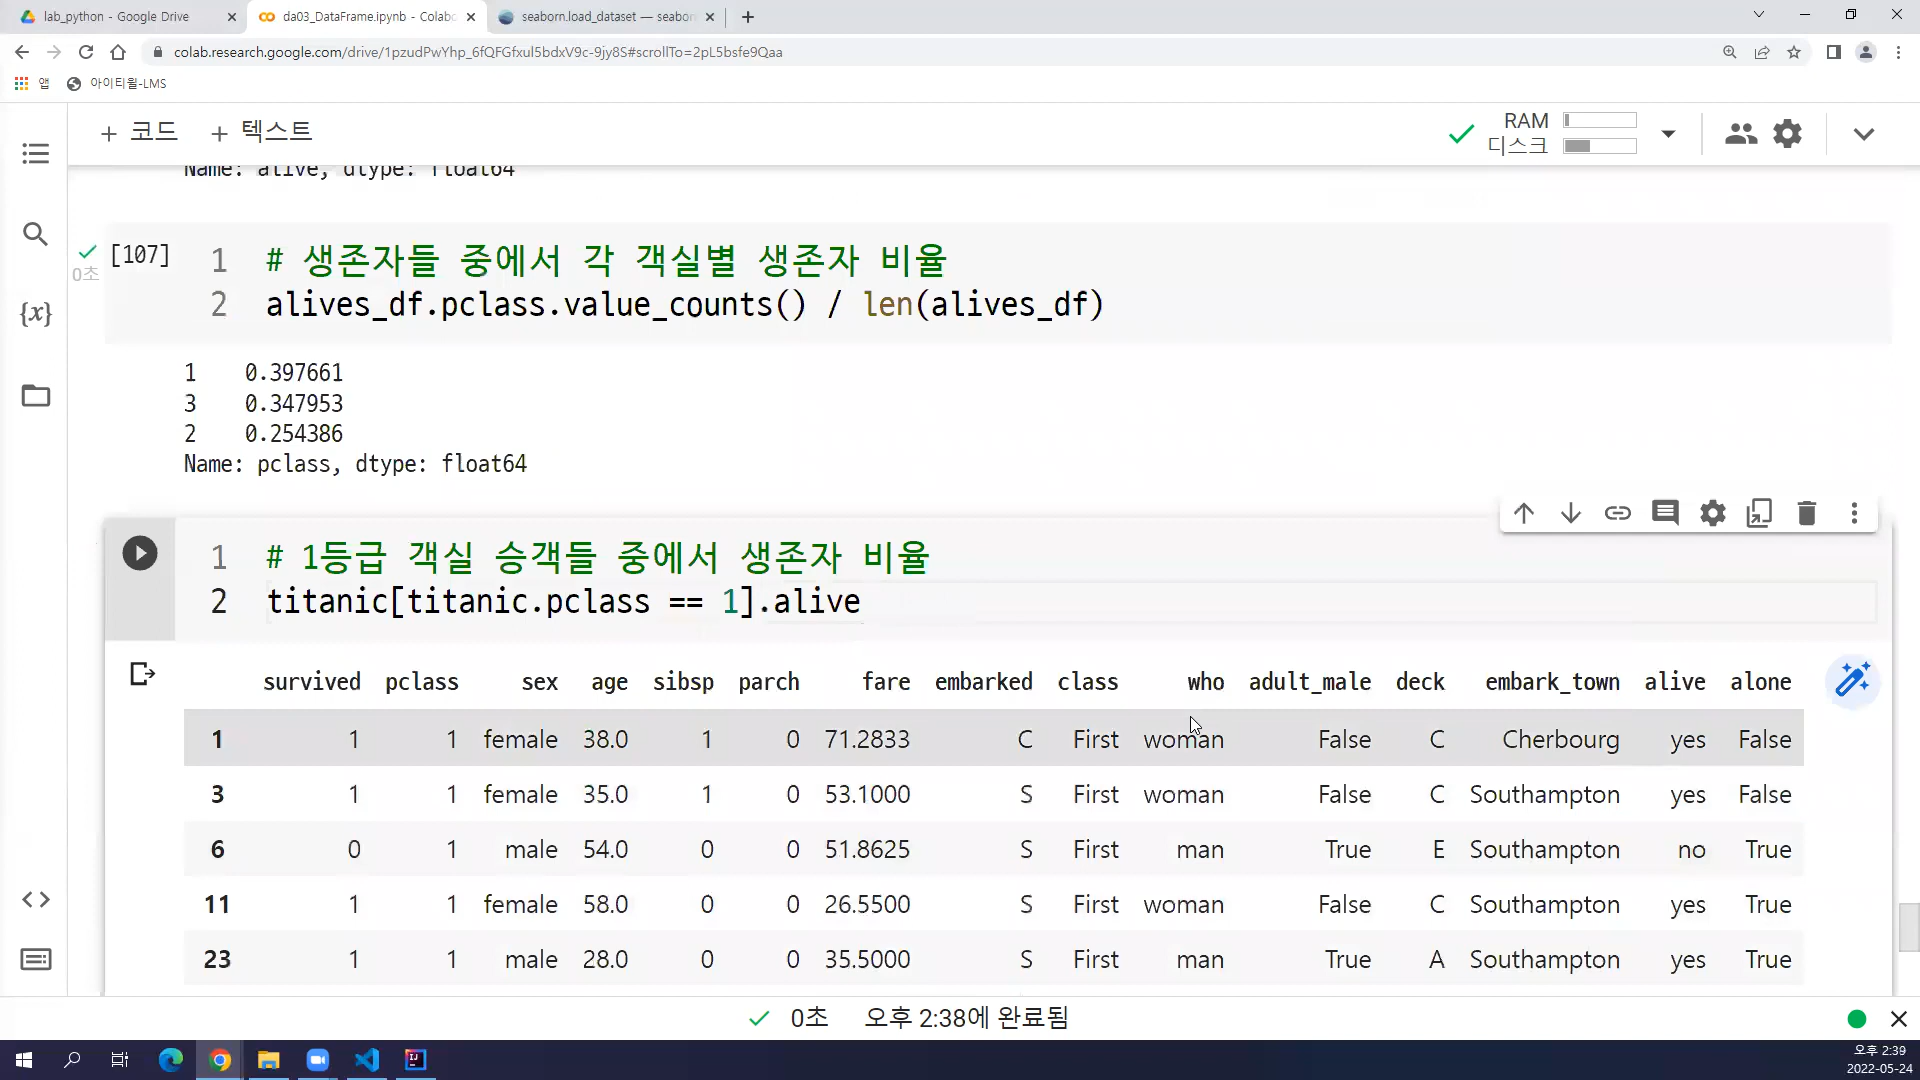 lab_python - Google Drive
da03_DataFrame.ipynb - Colabo
seaborn.load_dataset — seabor
colab.research.google.com/drive/1pzudPwYhp_6fQFGfxul5bdxV9c-9jy8S#scrollTo=2pL5bsfe9Qaa
앱 아이티윌-LMS
+ 코드 + 텍스트
RAM
디스크
Name: alive, dtype: float64
[107]
0초
1 # 생존자들 중에서 각 객실별 생존자 비율
2 alives_df.pclass.value_counts() / len(alives_df)
1 0.397661
3 0.347953
2 0.254386
Name: pclass, dtype: float64
1 # 1등급 객실 승객들 중에서 생존자 비율
2 titanic[titanic.pclass == 1].alive
survived pclass sex age sibsp parch fare embarked class who adult_male deck embark_town alive alone
1 1 1 female 38.0 1 0 71.2833 C First woman False C Cherbourg yes False
3 1 1 female 35.0 1 0 53.1000 S First woman False C Southampton yes False
6 0 1 male 54.0 0 0 51.8625 S First man True E Southampton no True
11 1 1 female 58.0 0 0 26.5500 S First woman False C Southampton yes True
23 1 1 male 28.0 0 0 35.5000 S First man True A Southampton yes True
0초 오후 2:38에 완료됨
오후 2:39
2022-05-24